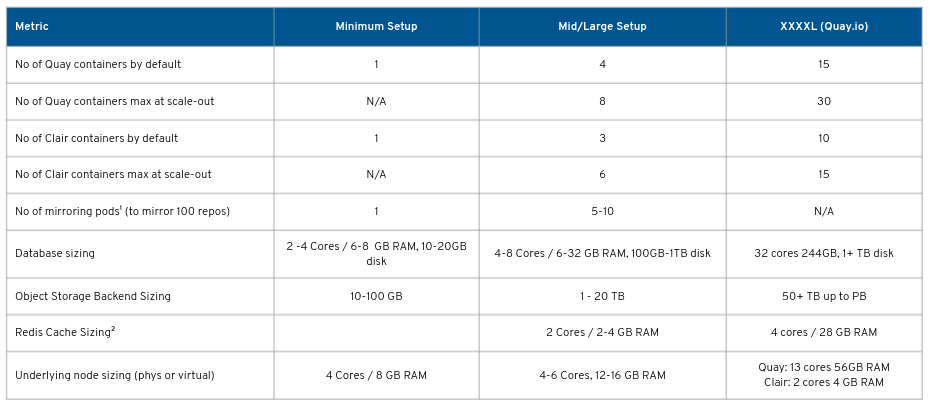 Metric Minimum Setup Mid/Large Setup XXXXL (Quay.io)
No of Quay containers by default 1 4 15
No of Quay containers max at scale-out N/A 8 30
No of Clair containers by default 1 3 10
No of Clair containers max at scale-out N/A 6 15
No of mirroring pods¹ (to mirror 100 repos) 1 5-10 N/A
Database sizing 2 -4 Cores / 6-8 GB RAM, 10-20GB disk 4-8 Cores / 6-32 GB RAM, 100GB-1TB disk 32 cores 244GB, 1+ TB disk
Object Storage Backend Sizing 10-100 GB 1 - 20 TB 50+ TB up to PB
Redis Cache Sizing² 2 Cores / 2-4 GB RAM 4 cores / 28 GB RAM
Underlying node sizing (phys or virtual) 4 Cores / 8 GB RAM 4-6 Cores, 12-16 GB RAM Quay: 13 cores 56GB RAM
Clair: 2 cores 4 GB RAM